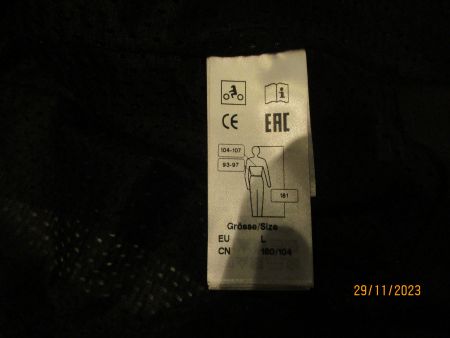 i
CE
EAC
104-107
93-97
181
Grösse/Size
EU L
CN 180/104
29/11/2023